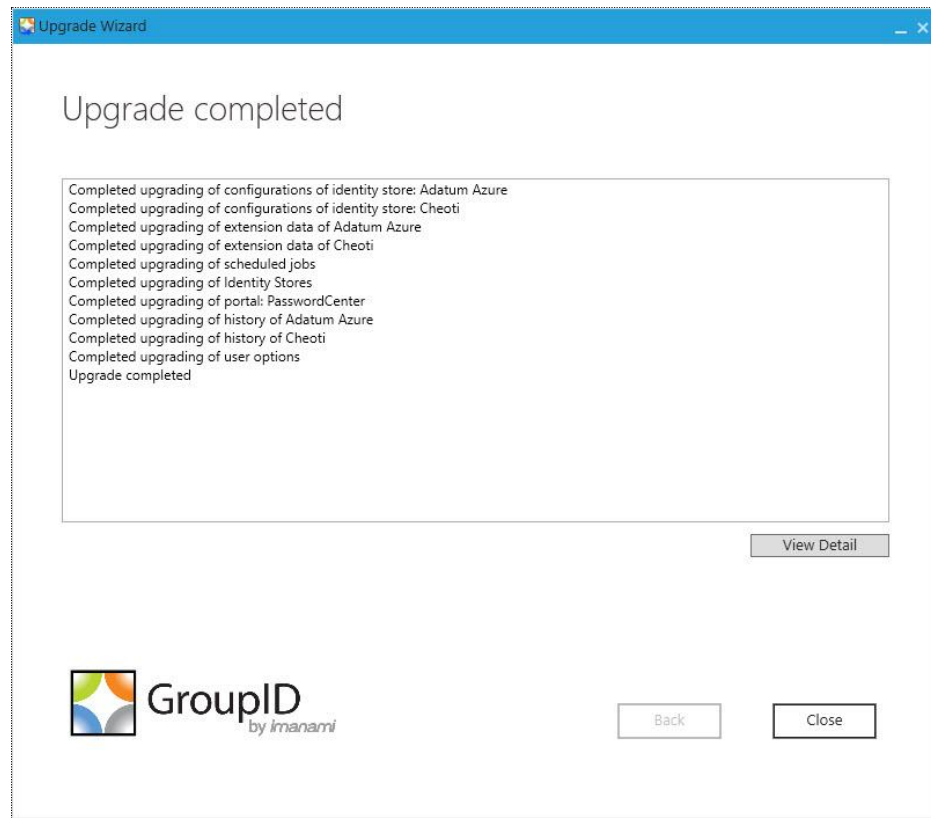 Upgrade Wizard
Upgrade completed
Completed upgrading of configurations of identity store: Adatum Azure
Completed upgrading of configurations of identity store: Cheoti
Completed upgrading of extension data of Adatum Azure
Completed upgrading of extension data of Cheoti
Completed upgrading of scheduled jobs
Completed upgrading of Identity Stores
Completed upgrading of portal: PasswordCenter
Completed upgrading of history of Adatum Azure
Completed upgrading of history of Cheoti
Completed upgrading of user options
Upgrade completed
View Detail
GroupID
by imanami
Back
Close